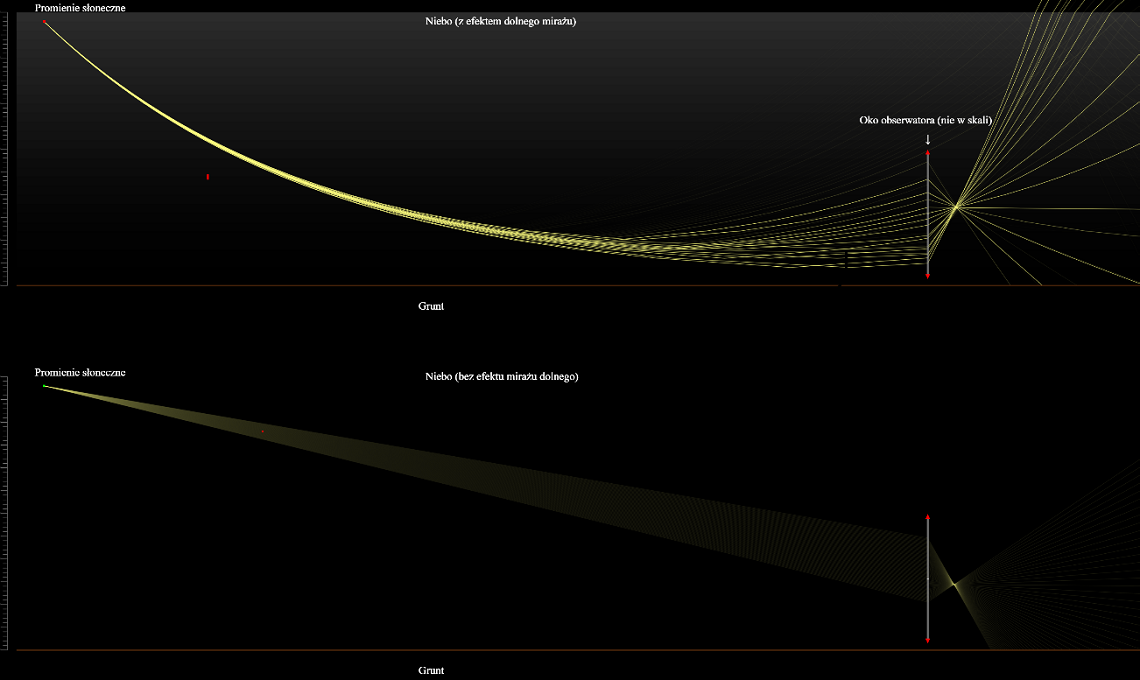 Promienie słoneczne
Niebo (z efektem dolnego mirażu)
Oko obserwatora (nie w skali)
↓
Grunt
Promienie słoneczne
Niebo (bez efektu mirażu dolnego)
Grunt